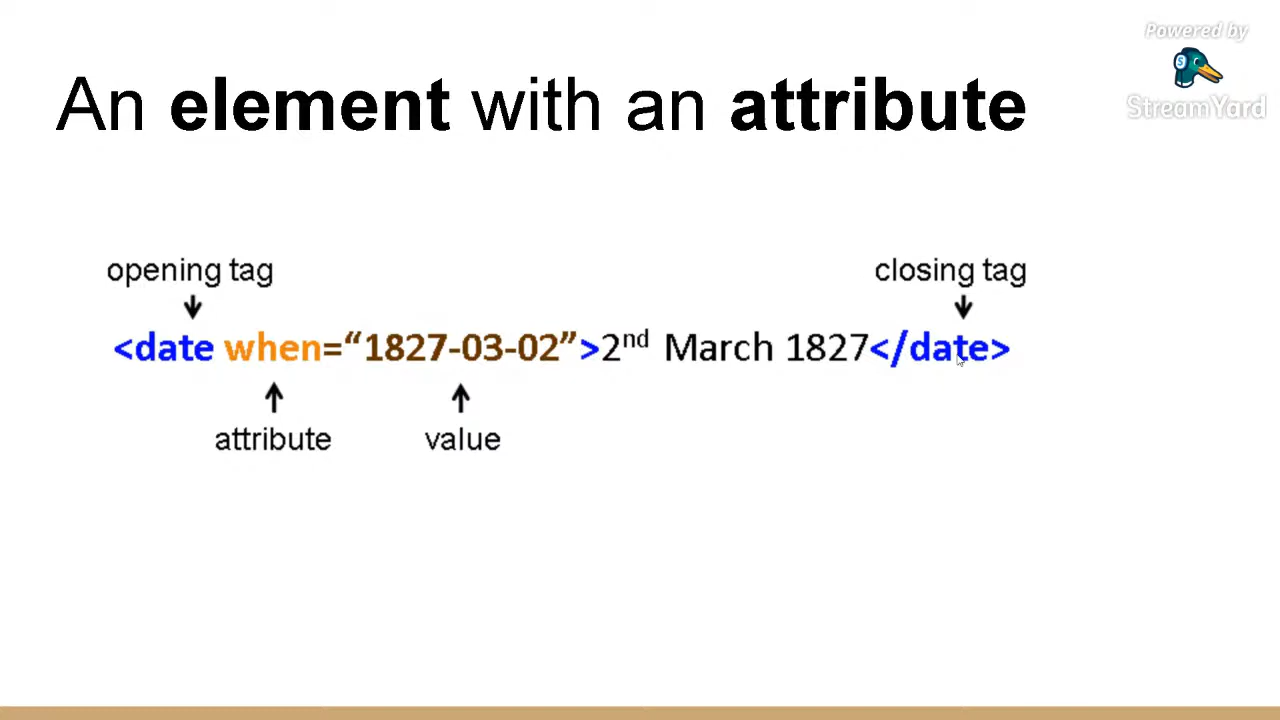 Powered by
StreamYard
An element with an attribute
opening tag
closing tag
<date when=“1827-03-02”>2nd March 1827</date>
attribute
value